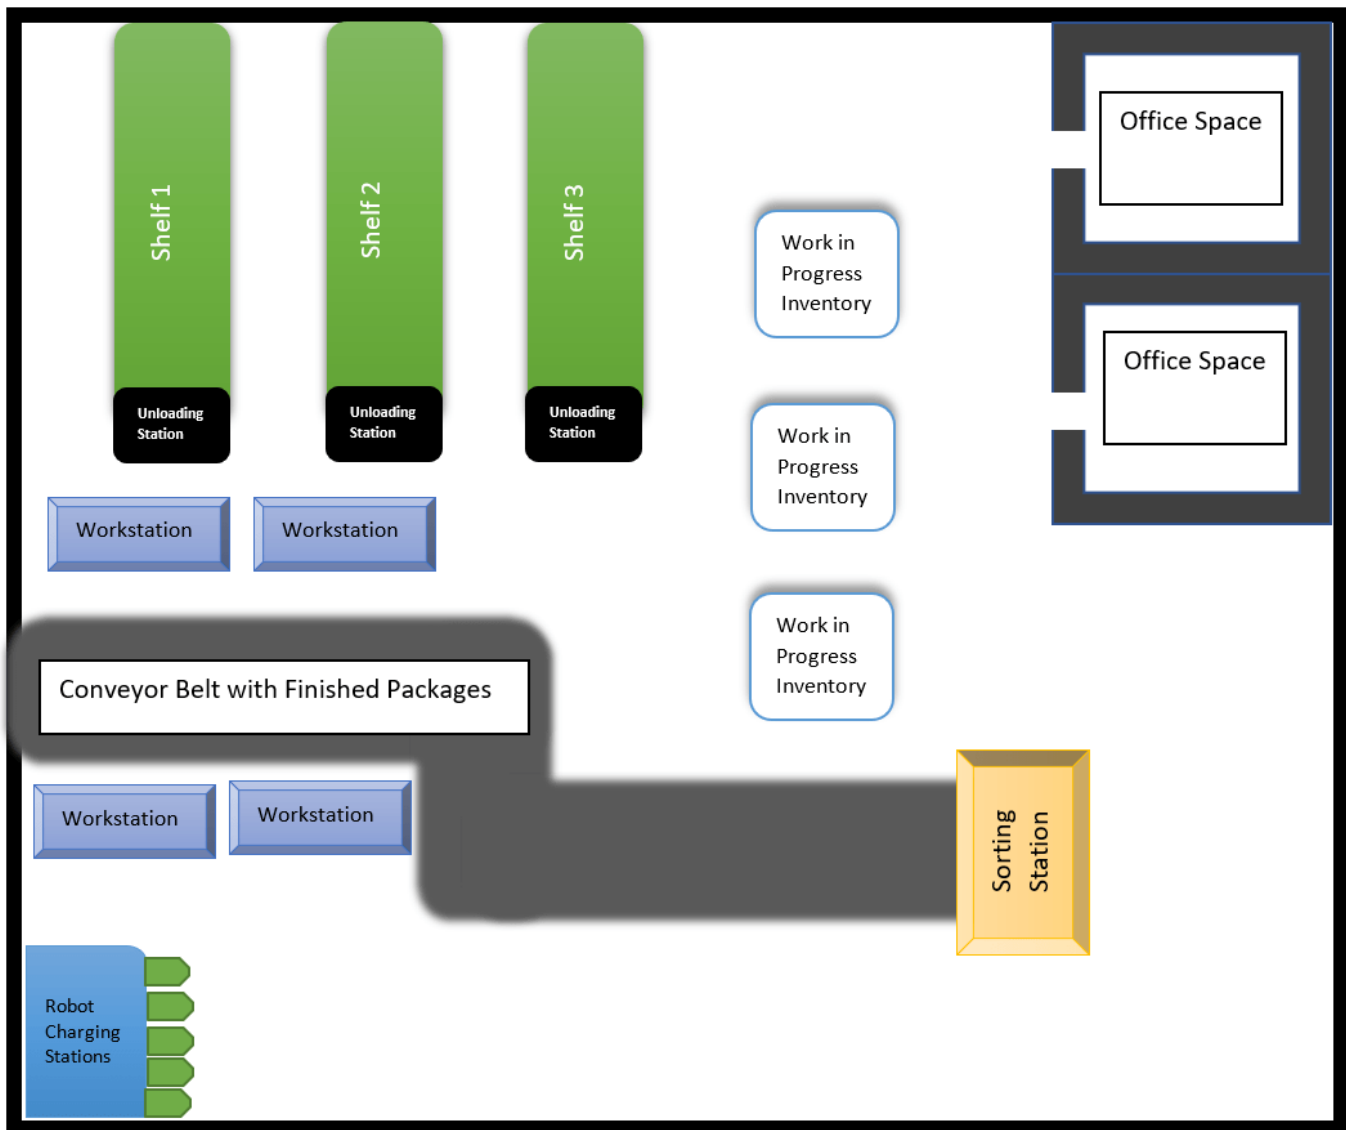 Shelf 1
Shelf 2
Shelf 3
Office Space
Work in
Progress
Inventory
Office Space
Unloading
Station
Unloading
Station
Unloading
Station
Work in
Progress
Inventory
Workstation
Workstation
Work in
Progress
Inventory
Conveyor Belt with Finished Packages
Workstation
Workstation
Sorting
Station
Robot
Charging
Stations